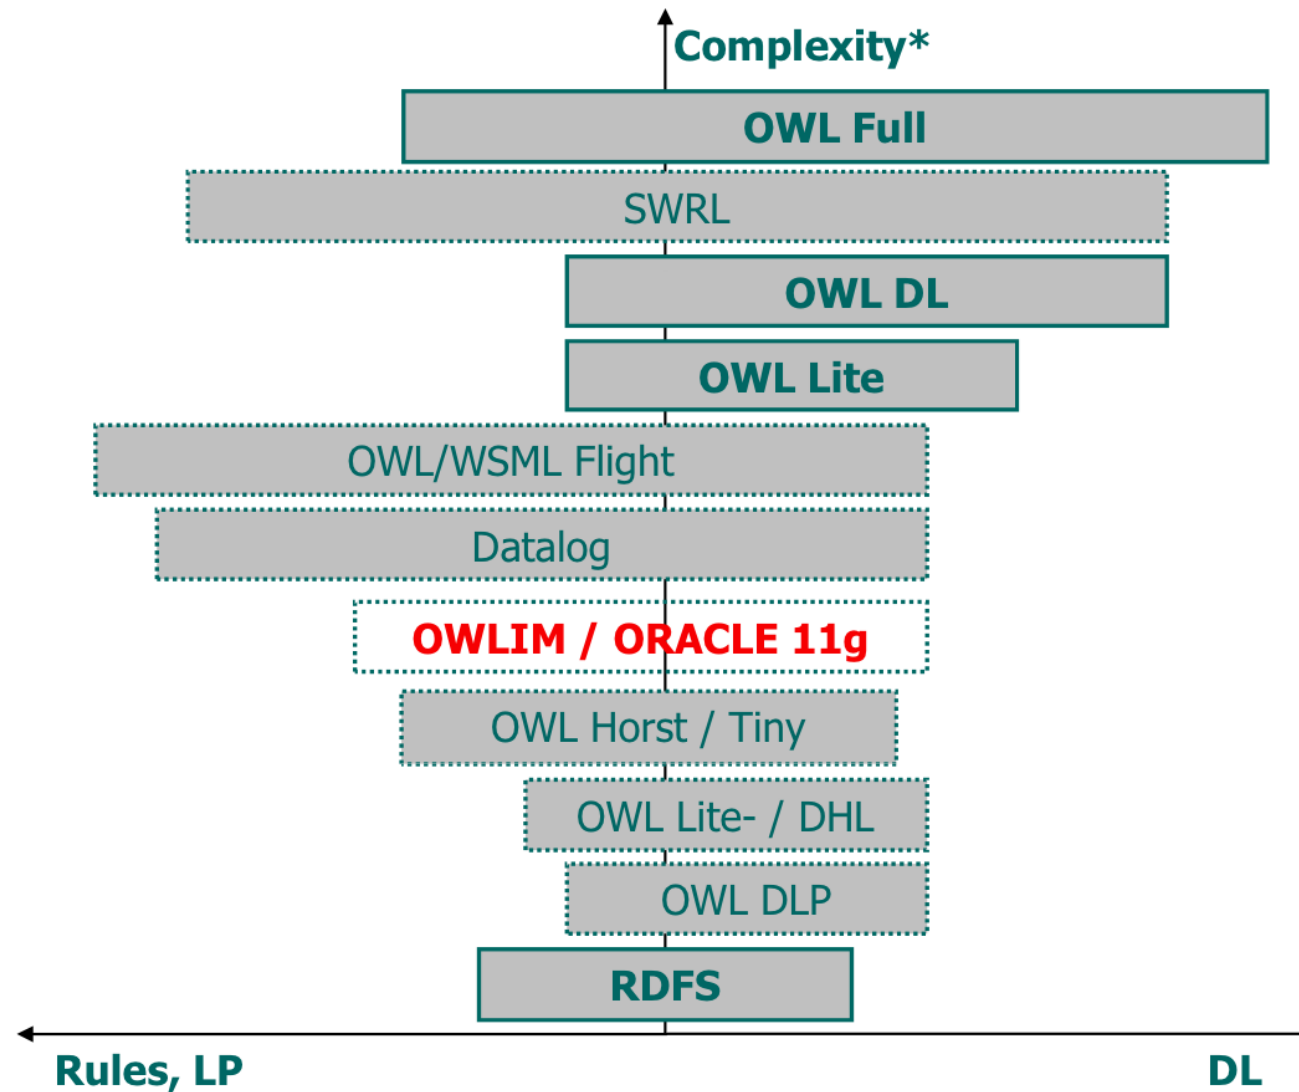 Complexity*
OWL Full
SWRL
OWL DL
OWL Lite
OWL/WSML Flight
Datalog
OWLIM / ORACLE 11g
OWL Horst / Tiny
OWL Lite- / DHL
OWL DLP
RDFS
Rules, LP
DL